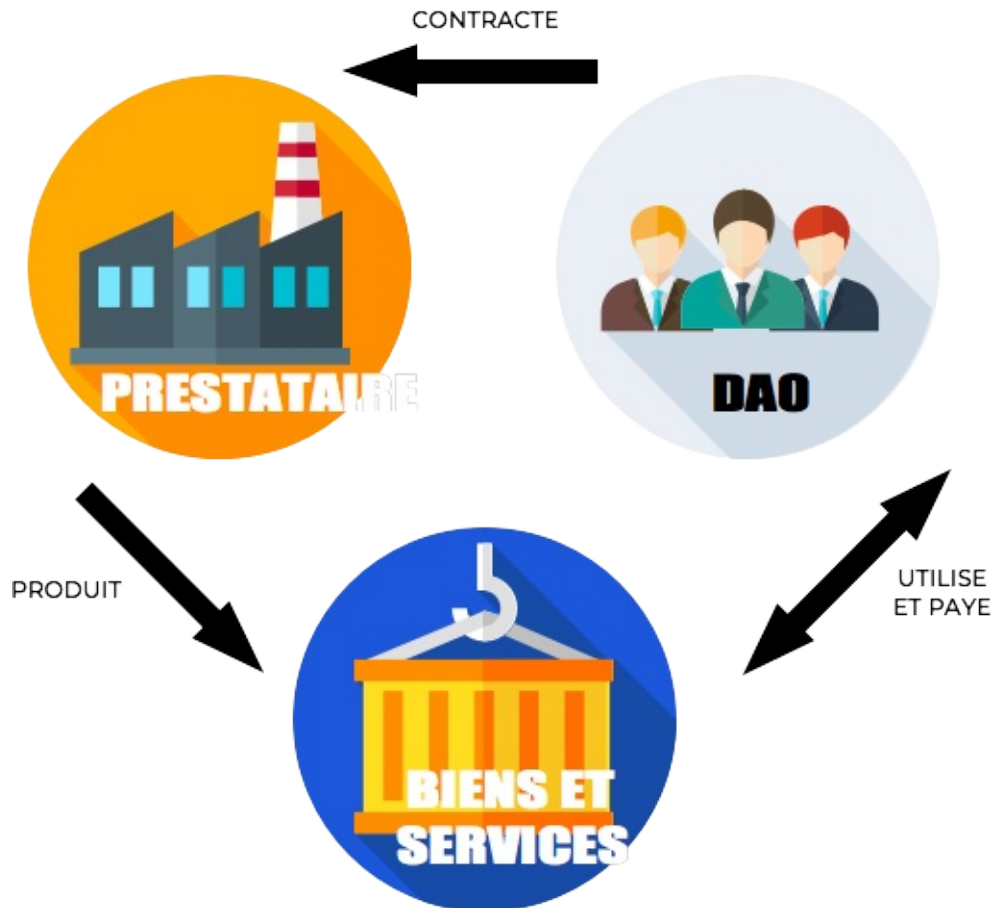 CONTRACTE
PRESTATAIRE
DAO
PRODUIT
UTILISE
ET PAYE
BIENS ET
SERVICES